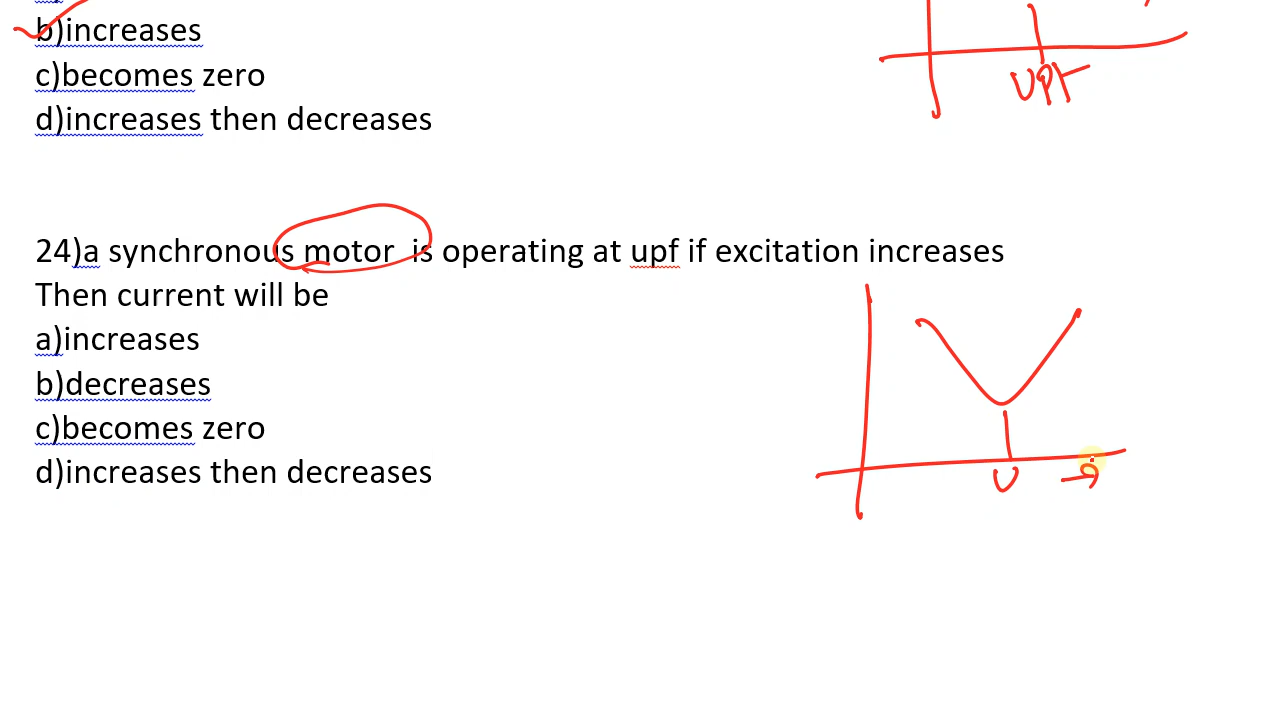 b)increases
c)becomes zero
UPF
d)increases then decreases
24)a synchronous motor is operating at upf if excitation increases
Then current will be
a)increases
b)decreases
c)becomes zero
U
d)increases then decreases